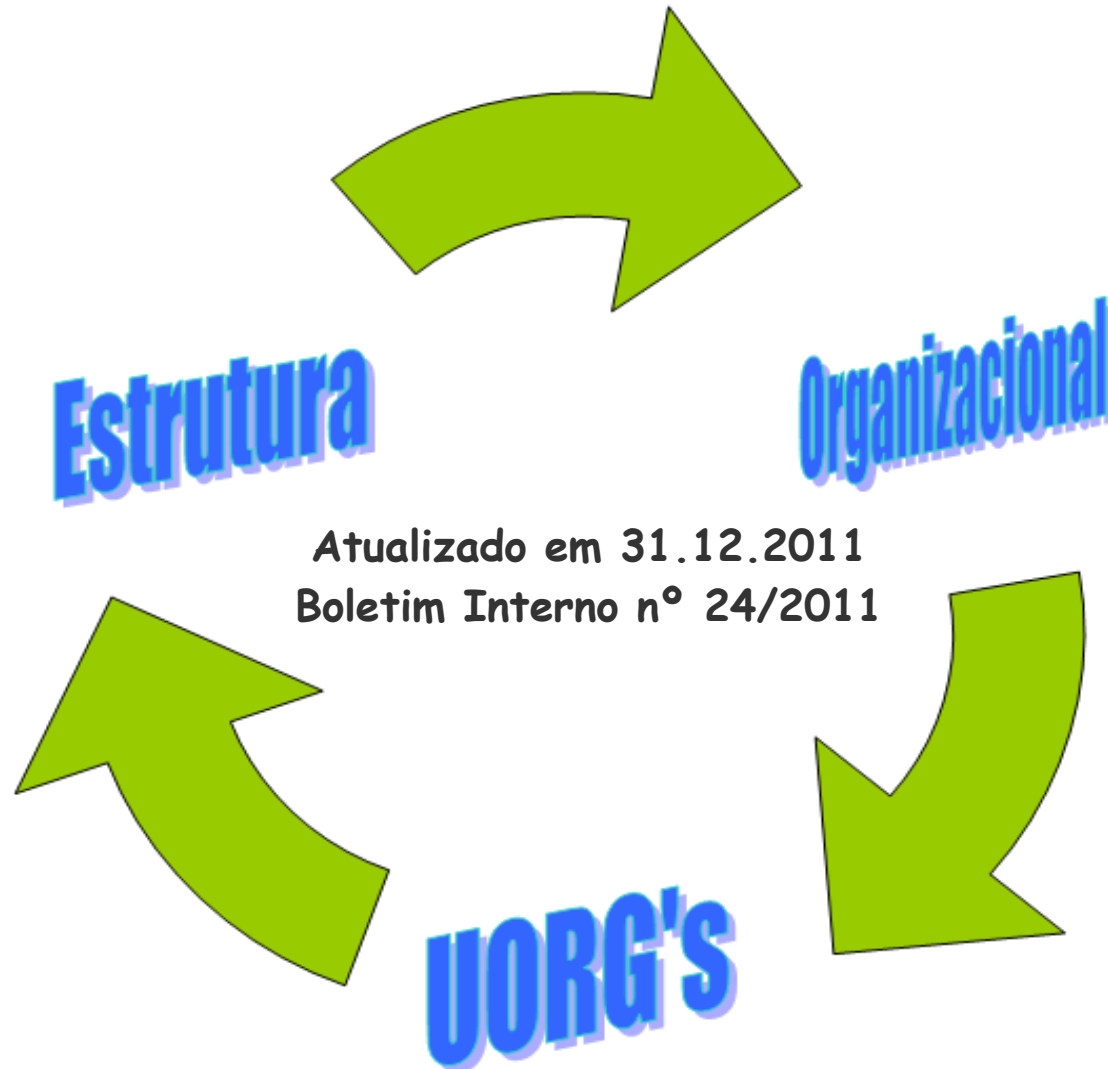 Estrutura
Organizacional
Atualizado em 31.12.2011
Boletim Interno nº 24/2011
UORG's